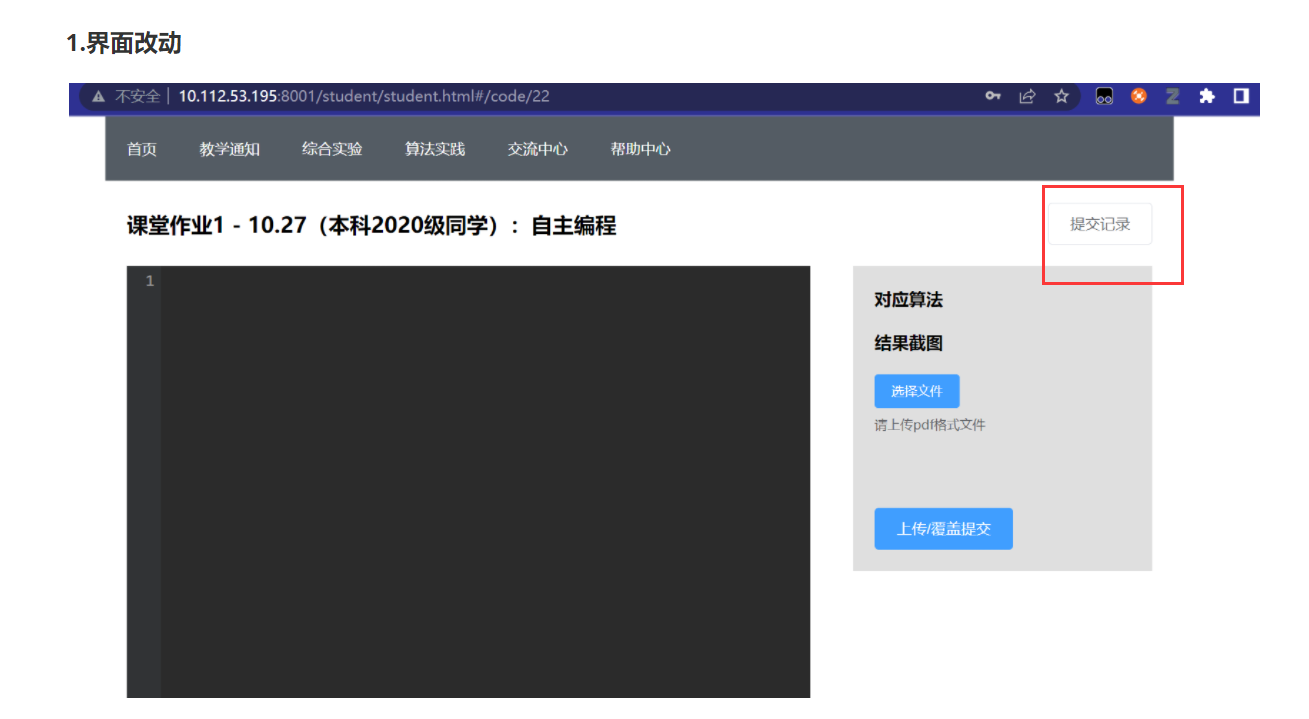 1.界面改动
不安全 | 10.112.53.195:8001/student/student.html#/code/22
首页 教学通知 综合实验 算法实践 交流中心 帮助中心
课堂作业1 - 10.27（本科2020级同学）：自主编程
提交记录
1
对应算法
结果截图
选择文件
请上传pdf格式文件
上传/覆盖提交